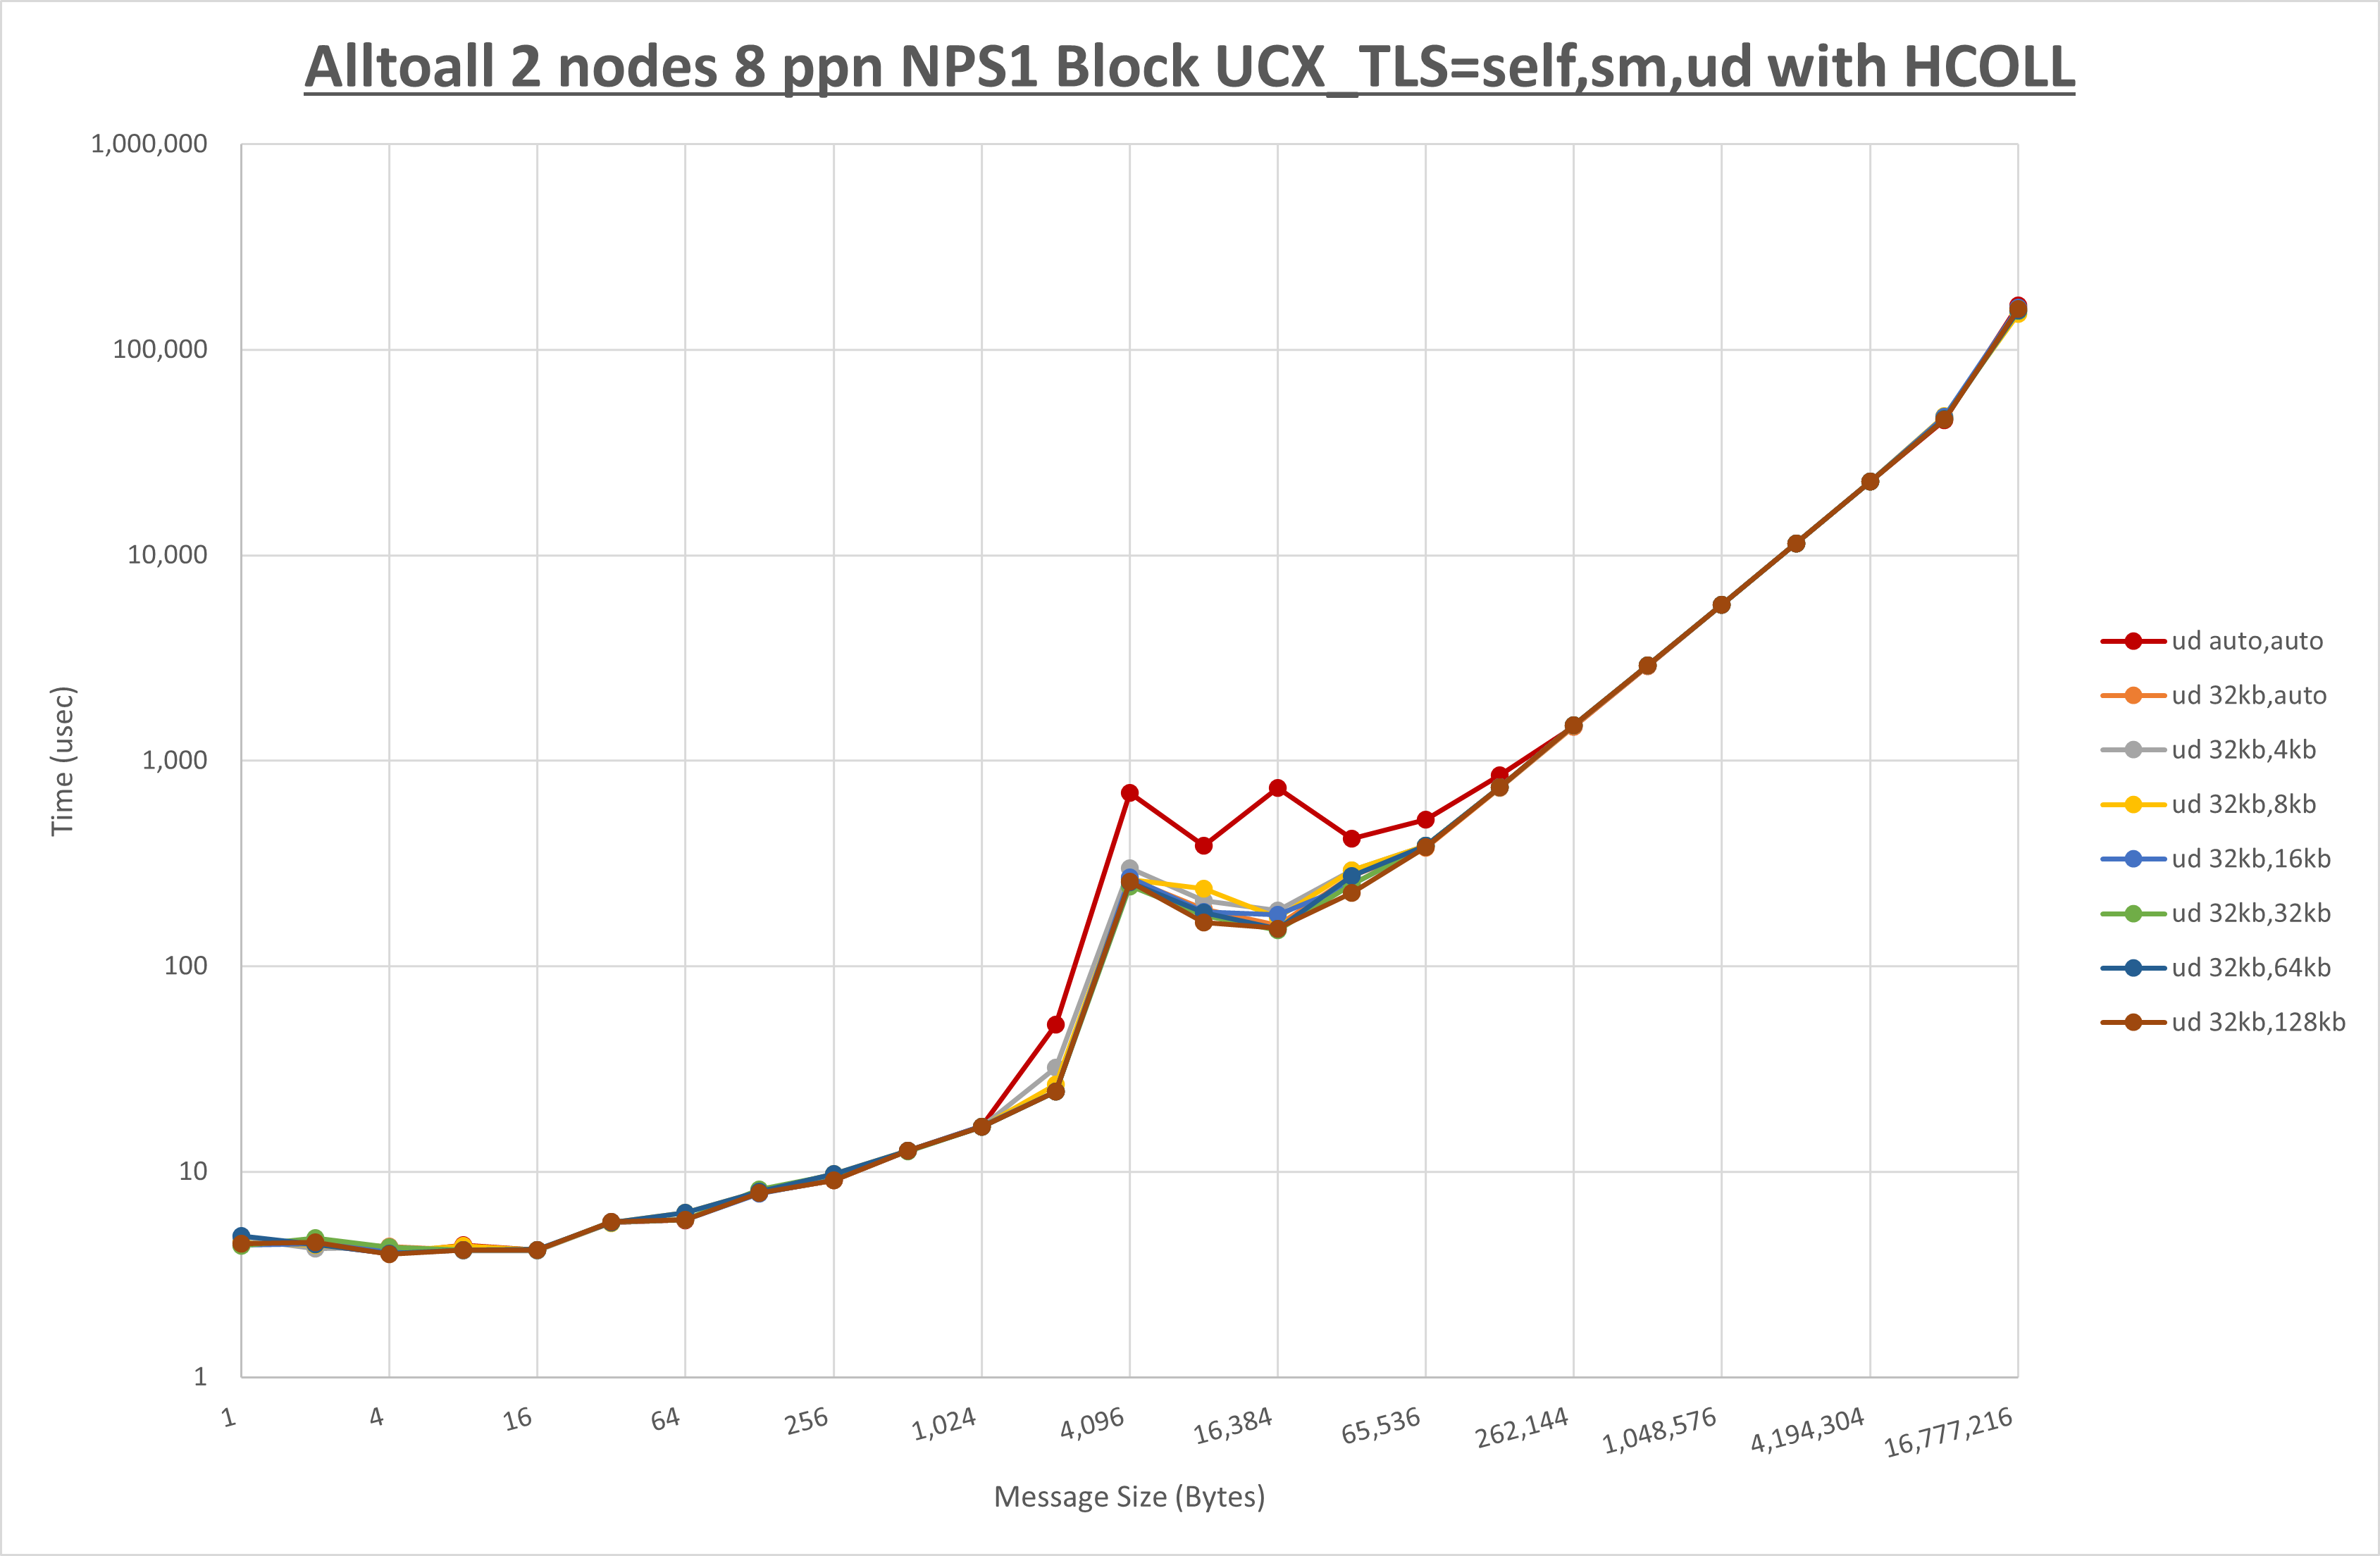 Alltoall 2 nodes 8 ppn NPS1 Block UCX_TLS=self,sm,ud with HCOLL
1,000,000
100,000
10,000
1,000
100
10
1
Time (usec)
1
4
16
64
256
1,024
4,096
16,384
65,536
262,144
1,048,576
4,194,304
16,777,216
Message Size (Bytes)
ud auto,auto
ud 32kb,auto
ud 32kb,4kb
ud 32kb,8kb
ud 32kb,16kb
ud 32kb,32kb
ud 32kb,64kb
ud 32kb,128kb